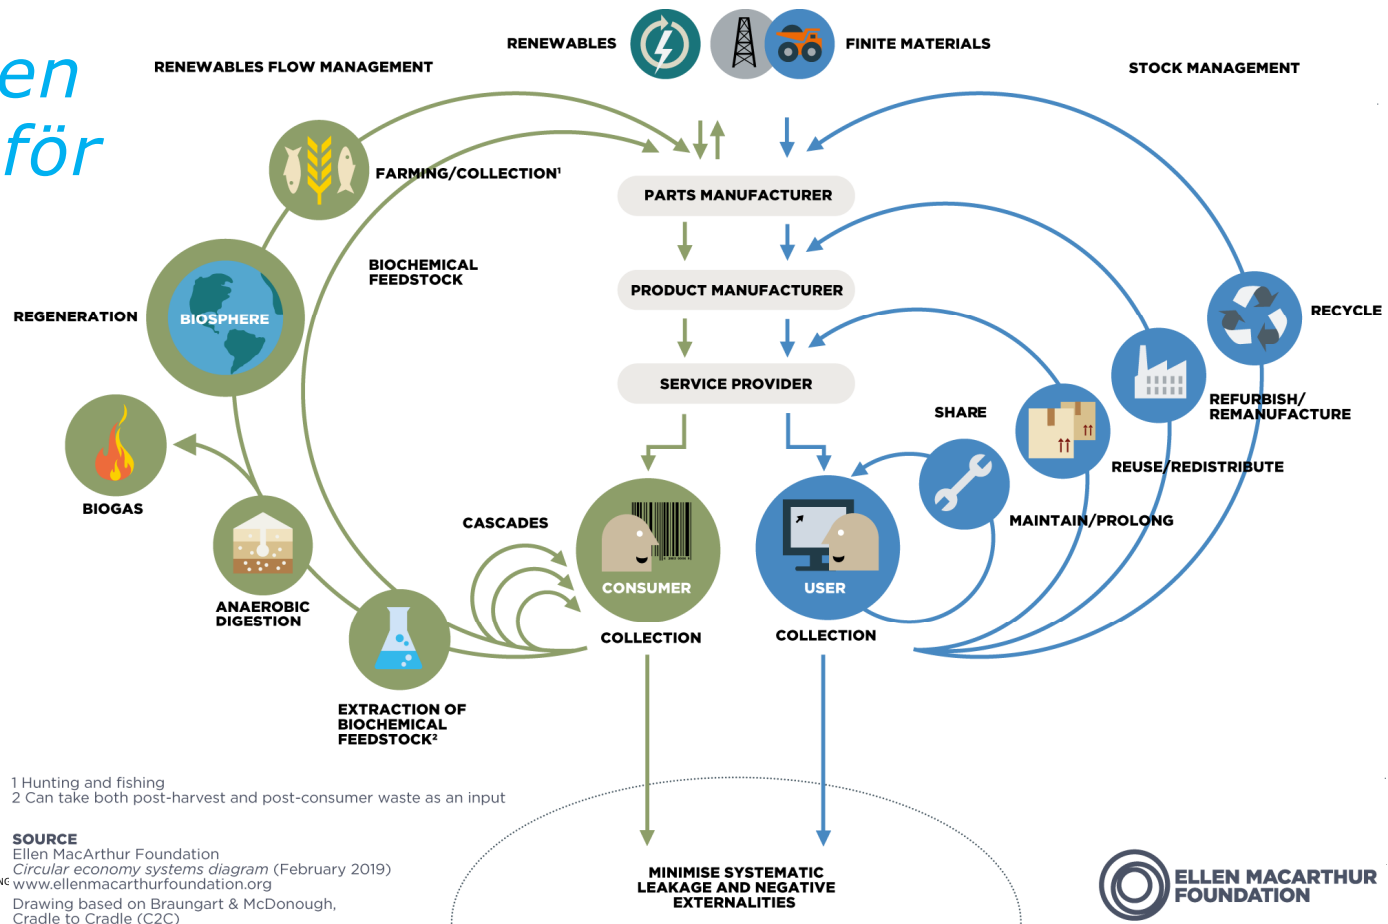 en
för
RENEWABLES
FINITE MATERIALS
RENEWABLES FLOW MANAGEMENT
STOCK MANAGEMENT
FARMING/COLLECTION¹
PARTS MANUFACTURER
BIOCHEMICAL
FEEDSTOCK
PRODUCT MANUFACTURER
REGENERATION
BIOSPHERE
RECYCLE
SERVICE PROVIDER
SHARE
REFURBISH/
REMANUFACTURE
REUSE/REDISTRIBUTE
BIOGAS
CASCADES
MAINTAIN/PROLONG
CONSUMER
USER
ANAEROBIC
DIGESTION
COLLECTION
COLLECTION
EXTRACTION OF
BIOCHEMICAL
FEEDSTOCK²
1 Hunting and fishing
2 Can take both post-harvest and post-consumer waste as an input
SOURCE
Ellen MacArthur Foundation
Circular economy systems diagram (February 2019)
www.ellenmacarthurfoundation.org
Drawing based on Braungart & McDonough,
Cradle to Cradle (C2C)
MINIMISE SYSTEMATIC
LEAKAGE AND NEGATIVE
EXTERNALITIES
ELLEN MACARTHUR
FOUNDATION